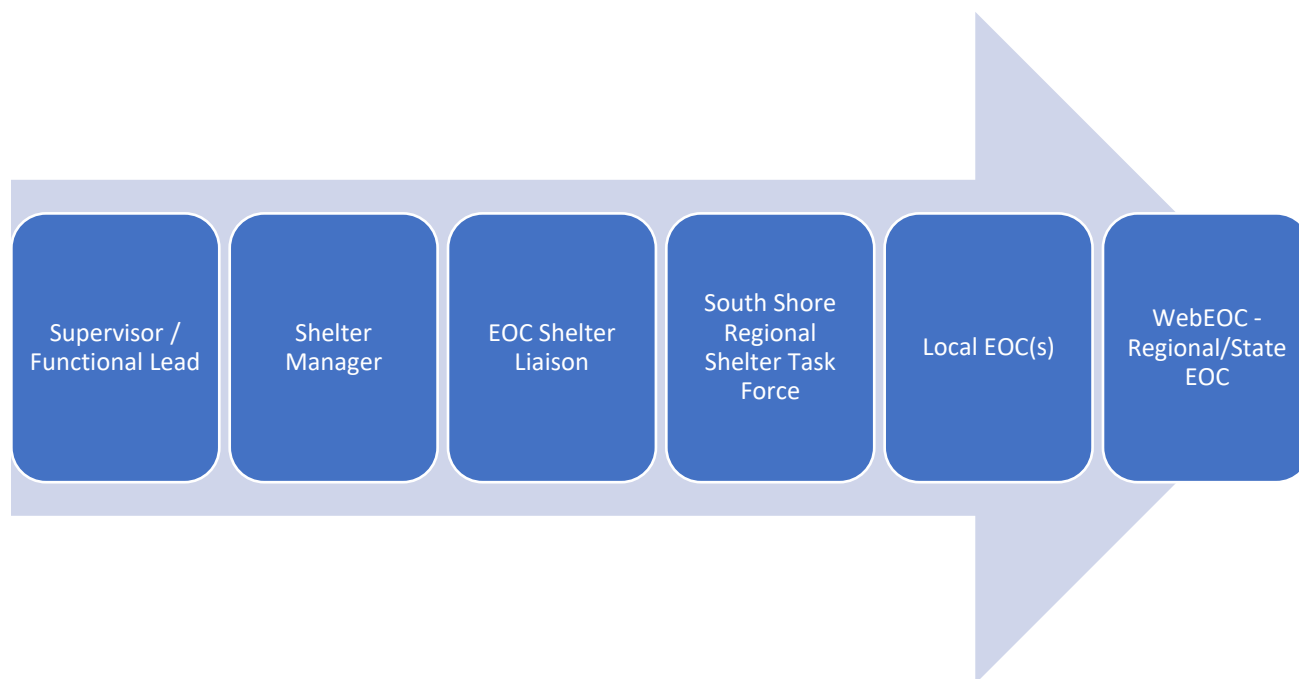 Supervisor /
Functional Lead
Shelter
Manager
EOC Shelter
Liaison
South Shore
Regional
Shelter Task
Force
Local EOC(s)
WebEOC -
Regional/State
EOC